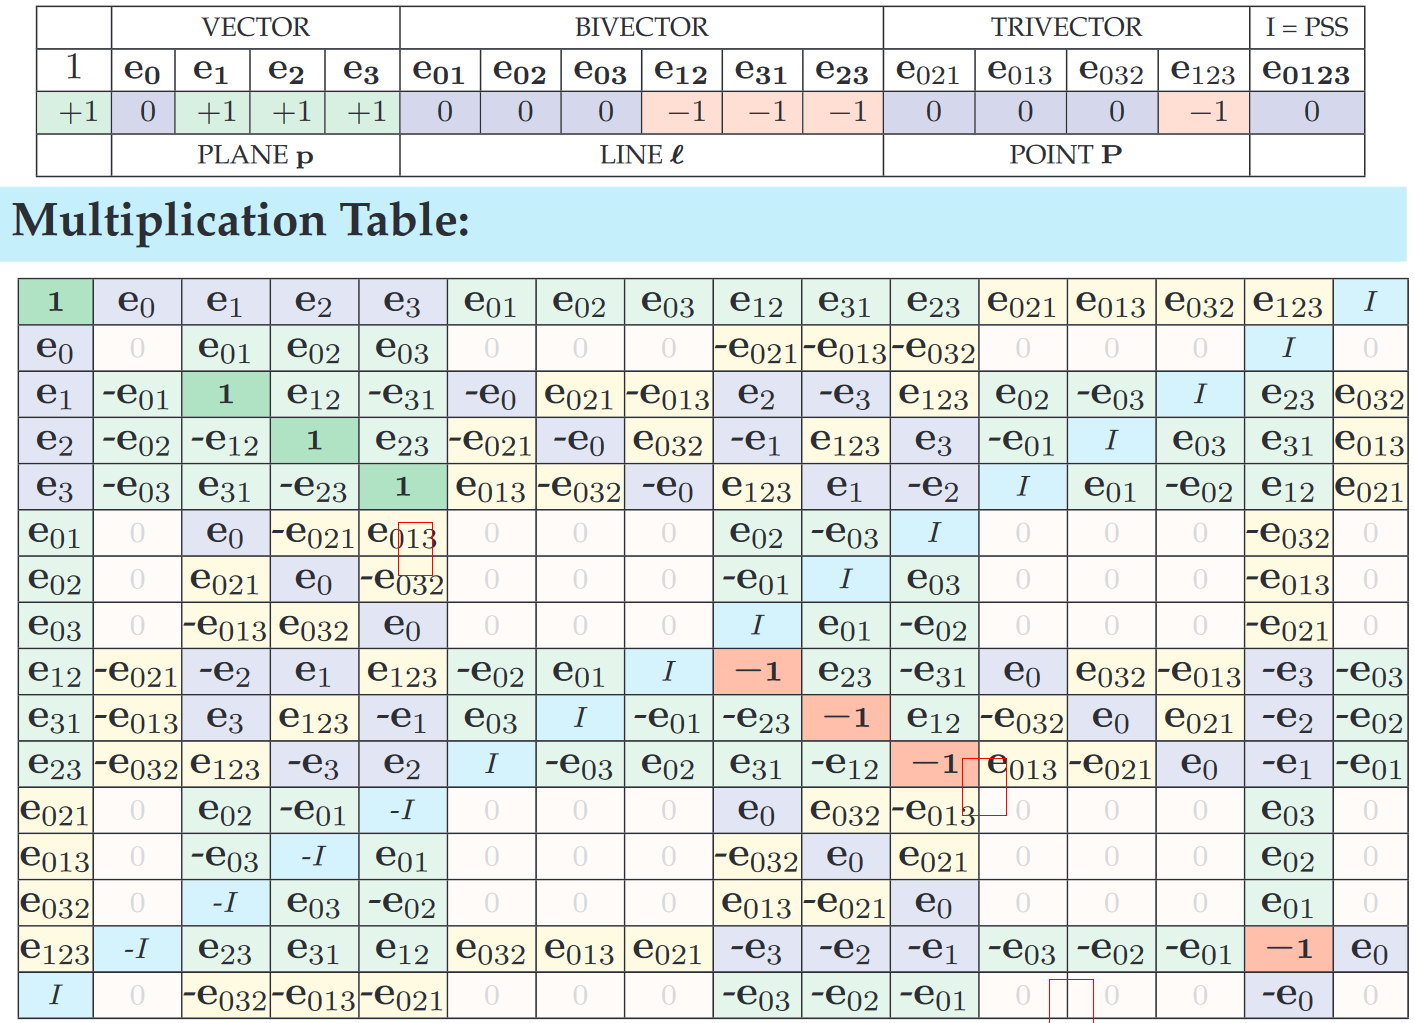 VECTOR BIVECTOR TRIVECTOR I = PSS
1 e0 e1 e2 e3 e01 e02 e03 e12 e31 e23 e021 e013 e032 e123 e0123
+1 0 +1 +1 +1 0 0 0 −1 −1 −1 0 0 0 −1 0
PLANE p LINE ℓ POINT P
Multiplication Table:
1 e0 e1 e2 e3 e01 e02 e03 e12 e31 e23 e021 e013 e032 e123 I
e0 0 e01 e02 e03 0 0 0 -e021 -e013 -e032 0 0 0 I 0
e1 -e01 1 e12 -e31 -e0 e021 -e013 e2 -e3 e123 e02 -e03 I e23 e032
e2 -e02 -e12 1 e23 -e021 -e0 e032 -e1 e123 e3 -e01 I e03 e31 e013
e3 -e03 e31 -e23 1 e013 -e032 -e0 e123 e1 -e2 I e01 -e02 e12 e021
e01 0 e0 -e021 e013 0 0 0 e02 -e03 I 0 0 0 -e032 0
e02 0 e021 e0 -e032 0 0 0 -e01 I e03 0 0 0 -e013 0
e03 0 -e013 e032 e0 0 0 0 I e01 -e02 0 0 0 -e021 0
e12 -e021 -e2 e1 e123 -e02 e01 I −1 e23 -e31 e0 e032 -e013 -e3 -e03
e31 -e013 e3 e123 -e1 e03 I -e01 -e23 −1 e12 -e032 e0 e021 -e2 -e02
e23 -e032 e123 -e3 e2 I -e03 e02 e31 -e12 −1 e013 -e021 e0 -e1 -e01
e021 0 e02 -e01 -I 0 0 0 e0 e032 -e013 0 0 0 e03 0
e013 0 -e03 -I e01 0 0 0 -e032 e0 e021 0 0 0 e02 0
e032 0 -I e03 -e02 0 0 0 e013 -e021 e0 0 0 0 e01 0
e123 -I e23 e31 e12 e032 e013 e021 -e3 -e2 -e1 -e03 -e02 -e01 −1 e0
I 0 -e032 -e013 -e021 0 0 0 -e03 -e02 -e01 0 0 0 -e0 0